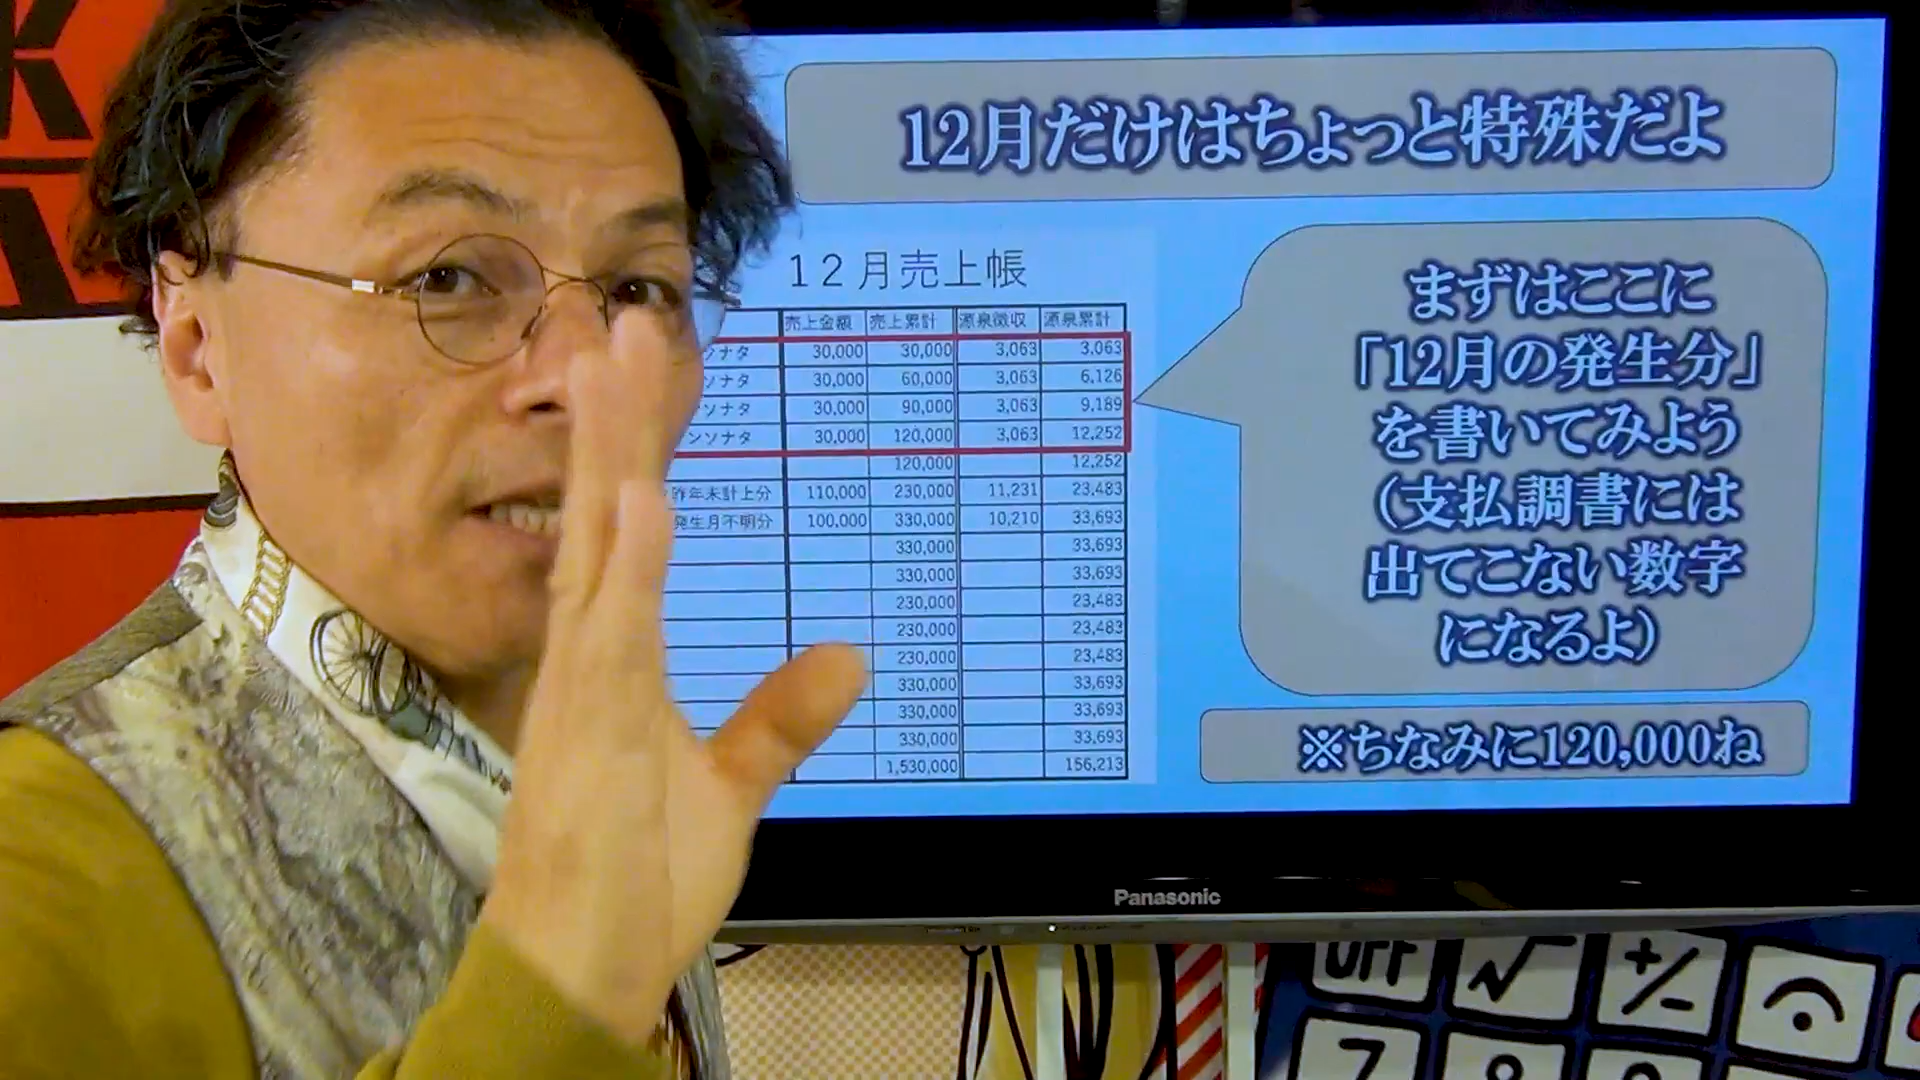 12月だけはちょっと特殊だよ
12月売上帳
売上金額 売上累計 源泉徴収 源泉累計
ソナタ 30,000 30,000 3,063 3,063
ソナタ 30,000 60,000 3,063 6,126
ソナタ 30,000 90,000 3,063 9,189
ンソナタ 30,000 120,000 3,063 12,252
120,000 12,252
昨年未計上分 110,000 230,000 11,231 23,483
発生月不明分 100,000 330,000 10,210 33,693
330,000 33,693
330,000 33,693
230,000 23,483
230,000 23,483
230,000 23,483
330,000 33,693
330,000 33,693
330,000 33,693
1,530,000 156,213
まずはここに
「12月の発生分」
を書いてみよう
(支払調書には
出てこない数字
になるよ)
※ちなみに120,000ね
Panasonic
OFF √ +/-
7